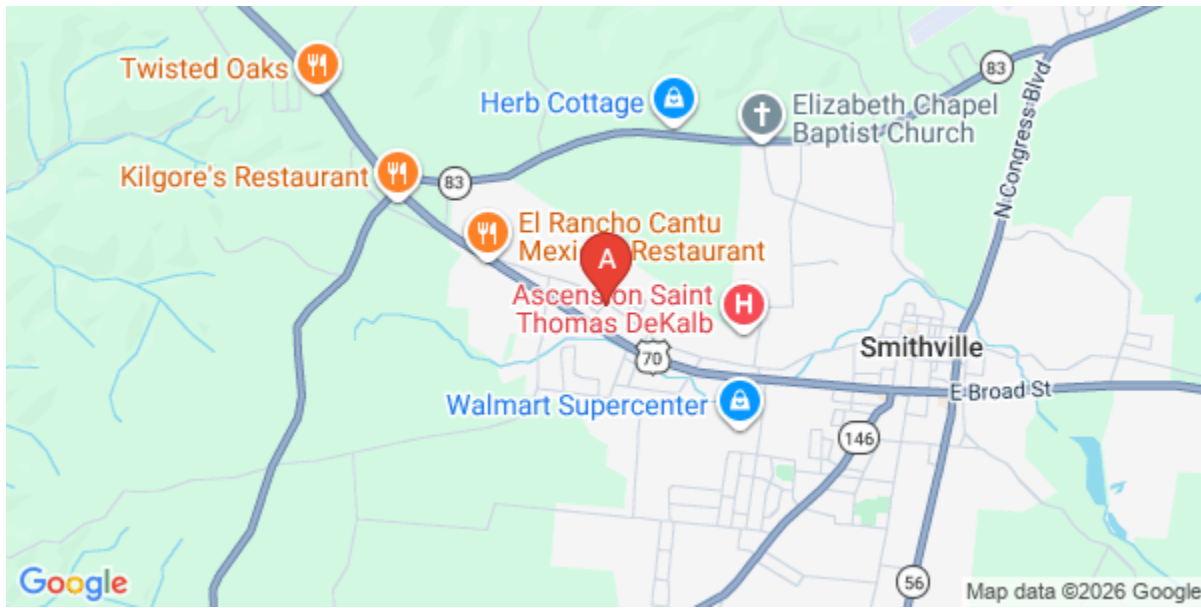 Twisted Oaks
Herb Cottage
Elizabeth Chapel
Baptist Church
83
N Congress Blvd
Kilgore's Restaurant
83
El Rancho Cantu
Restaurant
A
Ascension Saint
Thomas DeKalb
H
70
Smithville
E Broad St
Walmart Supercenter
146
56
Google
Map data ©2026 Google